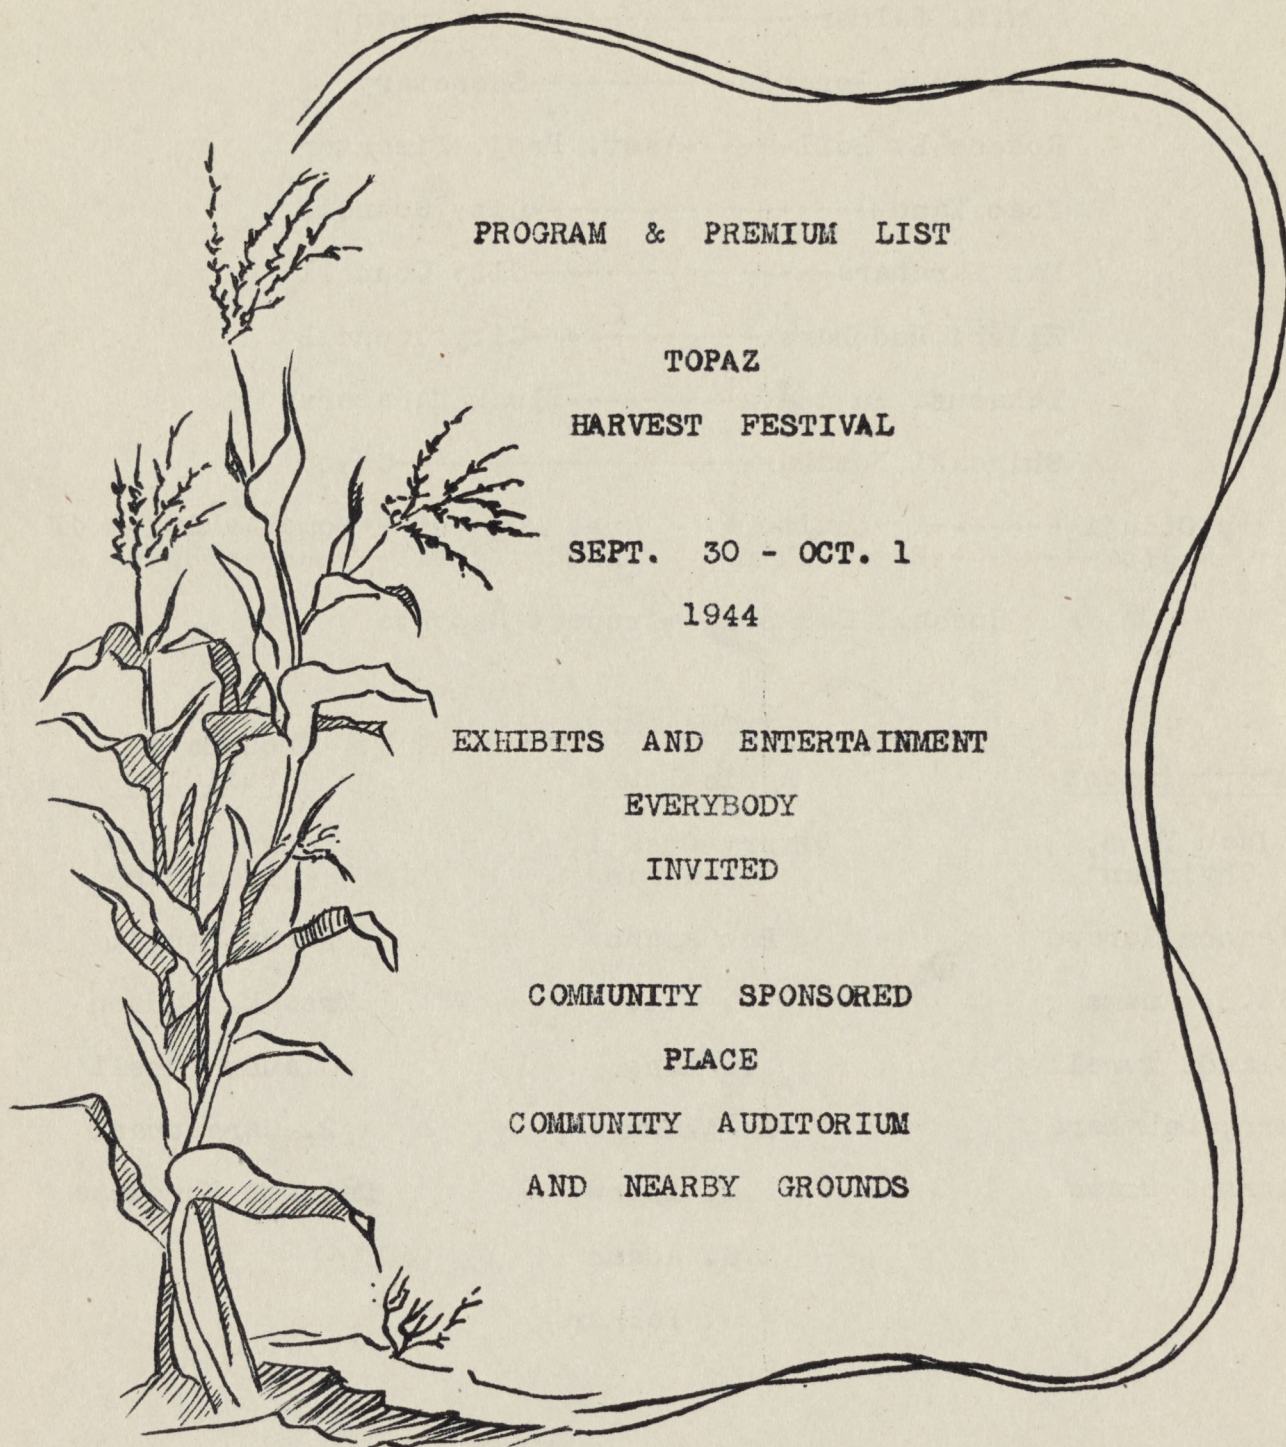 PROGRAM & PREMIUM LIST
TOPAZ
HARVEST FESTIVAL
SEPT. 30 - OCT. 1
1944
EXHIBITS AND ENTERTAINMENT
EVERYBODY
INVITED
COMMUNITY SPONSORED
PLACE
COMMUNITY AUDITORIUM
AND NEARBY GROUNDS